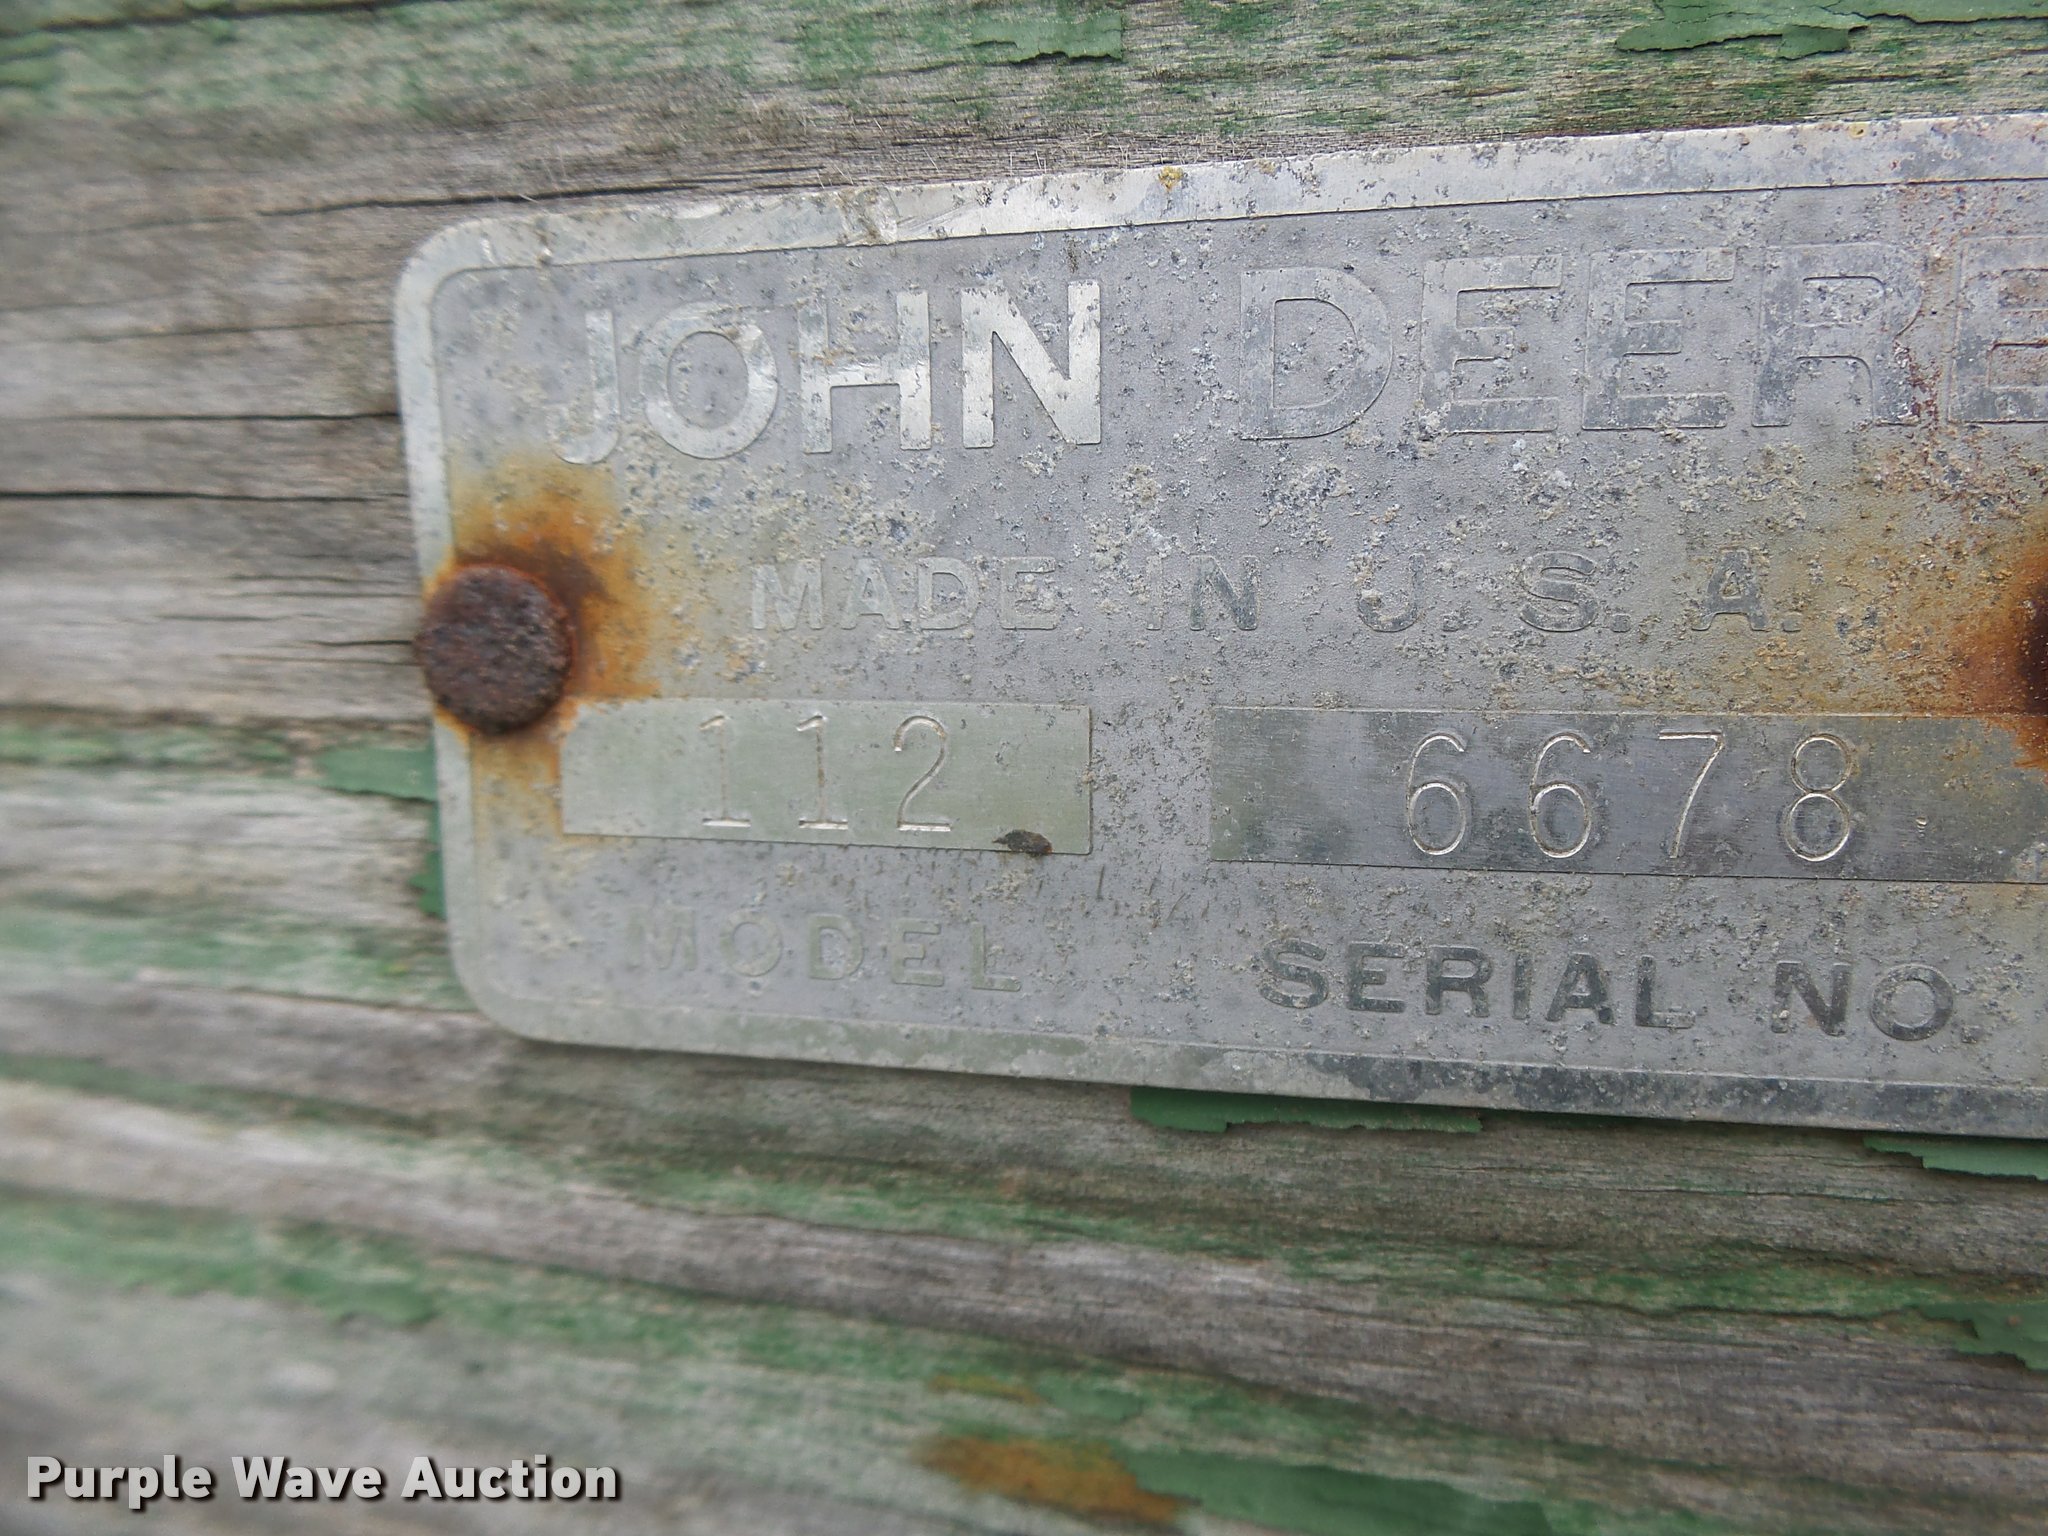 JOHN DEERE
MADE IN U.S.A.
112 6678
MODEL SERIAL NO.
Purple Wave Auction